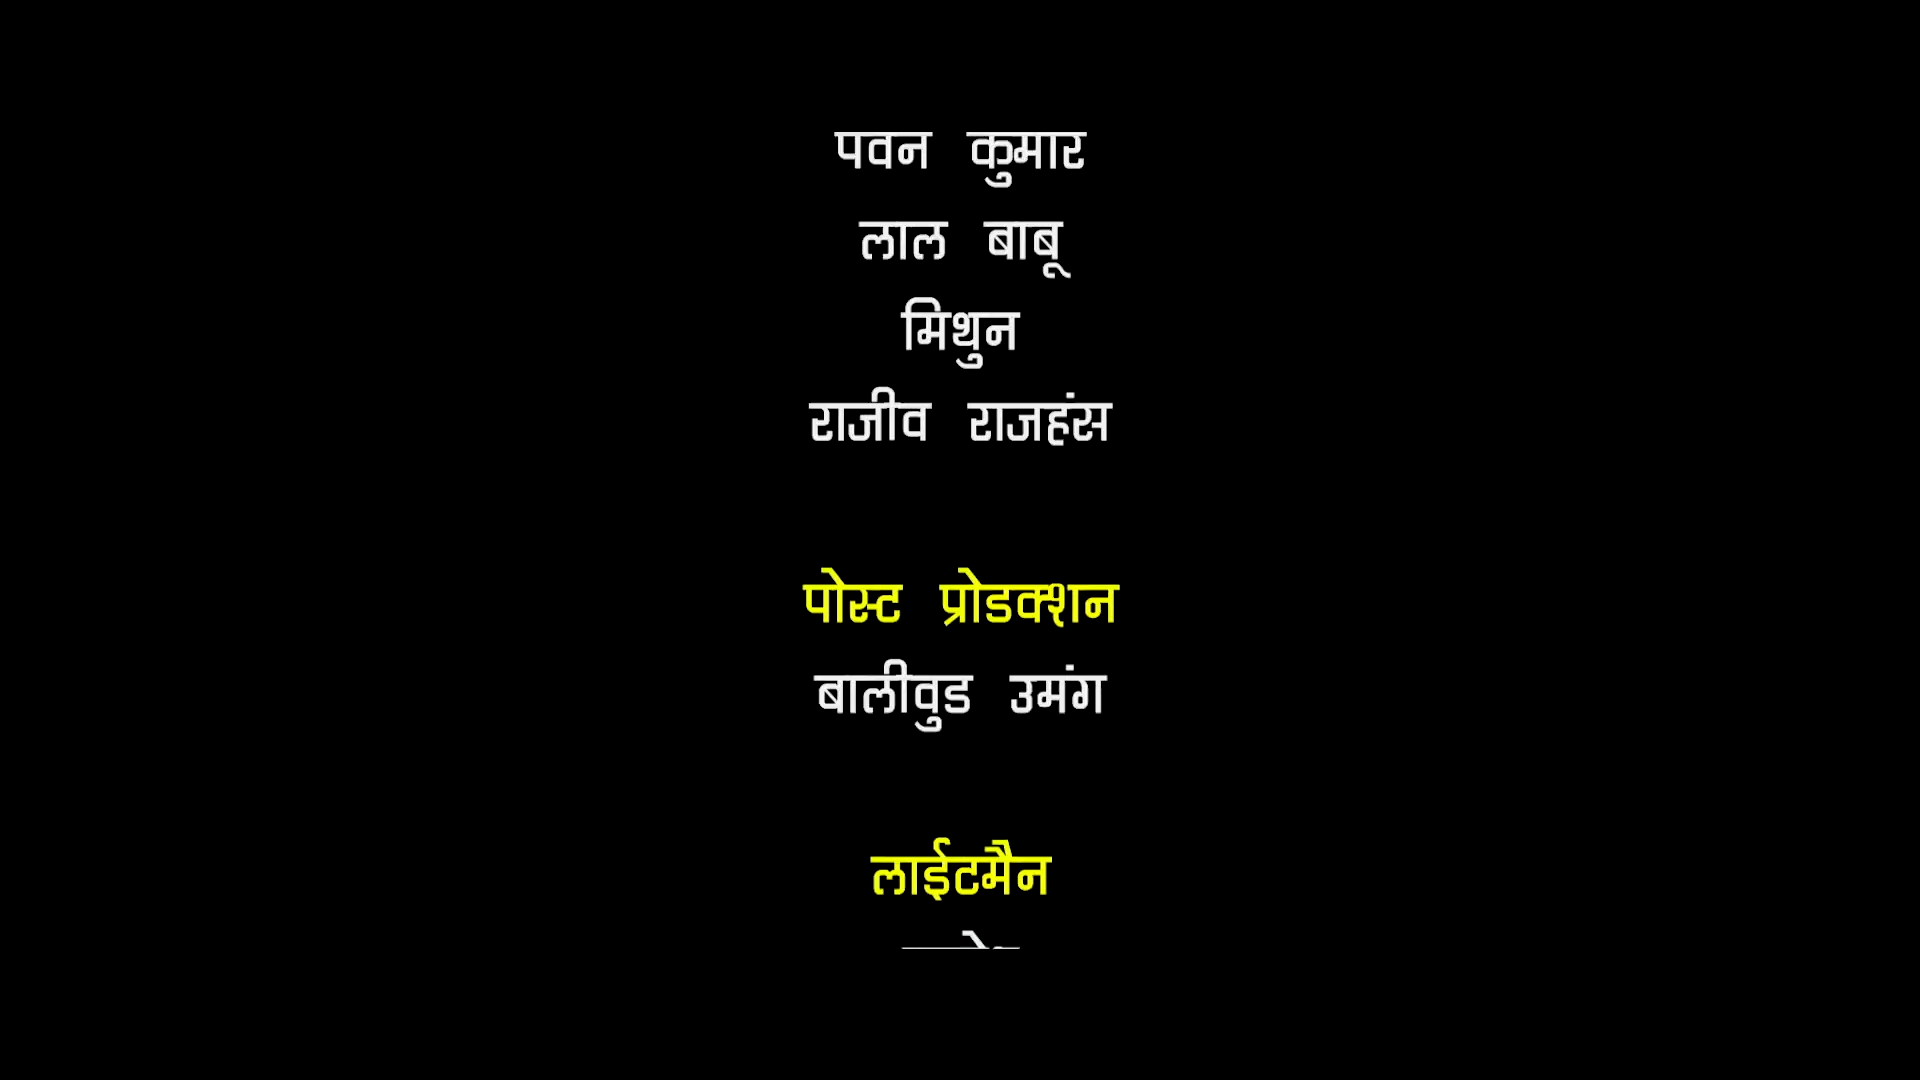 पवन कुमार
लाल बाबू
मिथुन
राजीव राजहंस
पोस्ट प्रोडक्शन
बालीवुड उमंग
लाईटमैन